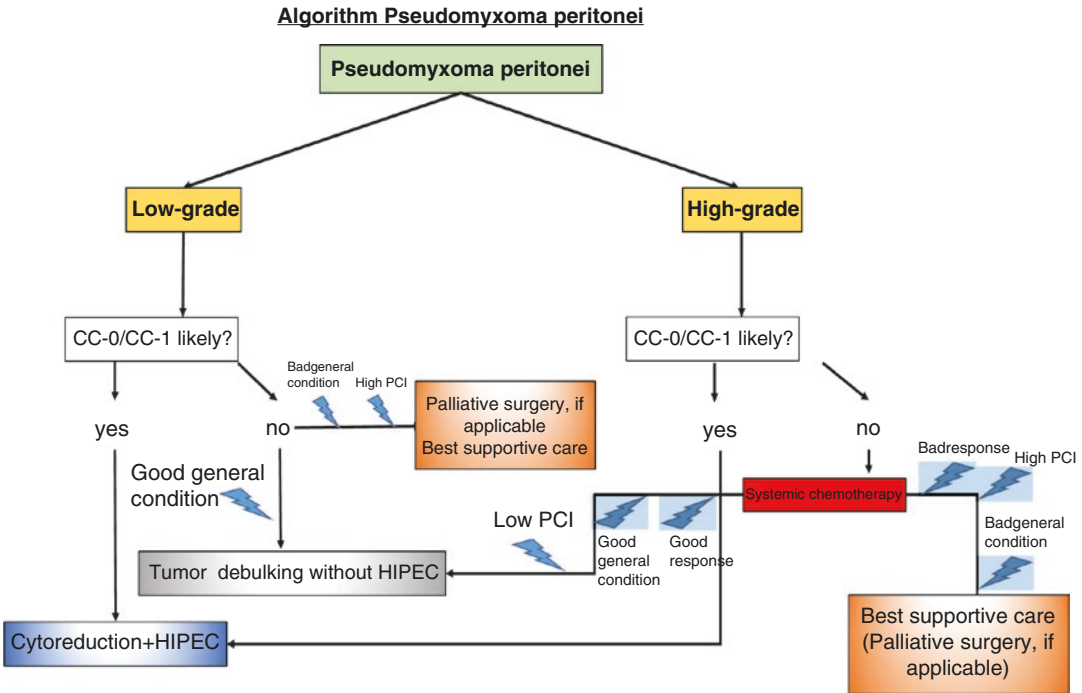 Algorithm Pseudomyxoma peritonei
Pseudomyxoma peritonei
Low-grade
High-grade
CC-0/CC-1 likely?
CC-0/CC-1 likely?
Badgeneral
condition
High PCI
Palliative surgery, if
applicable
Best supportive care
yes
no
yes
no
Good general
condition
Badresponse
High PCI
Systemic chemotherapy
Low PCI
Good
general
condition
Good
response
Badgeneral
condition
Tumor debulking without HIPEC
Cytoreduction+HIPEC
Best supportive care
(Palliative surgery, if
applicable)